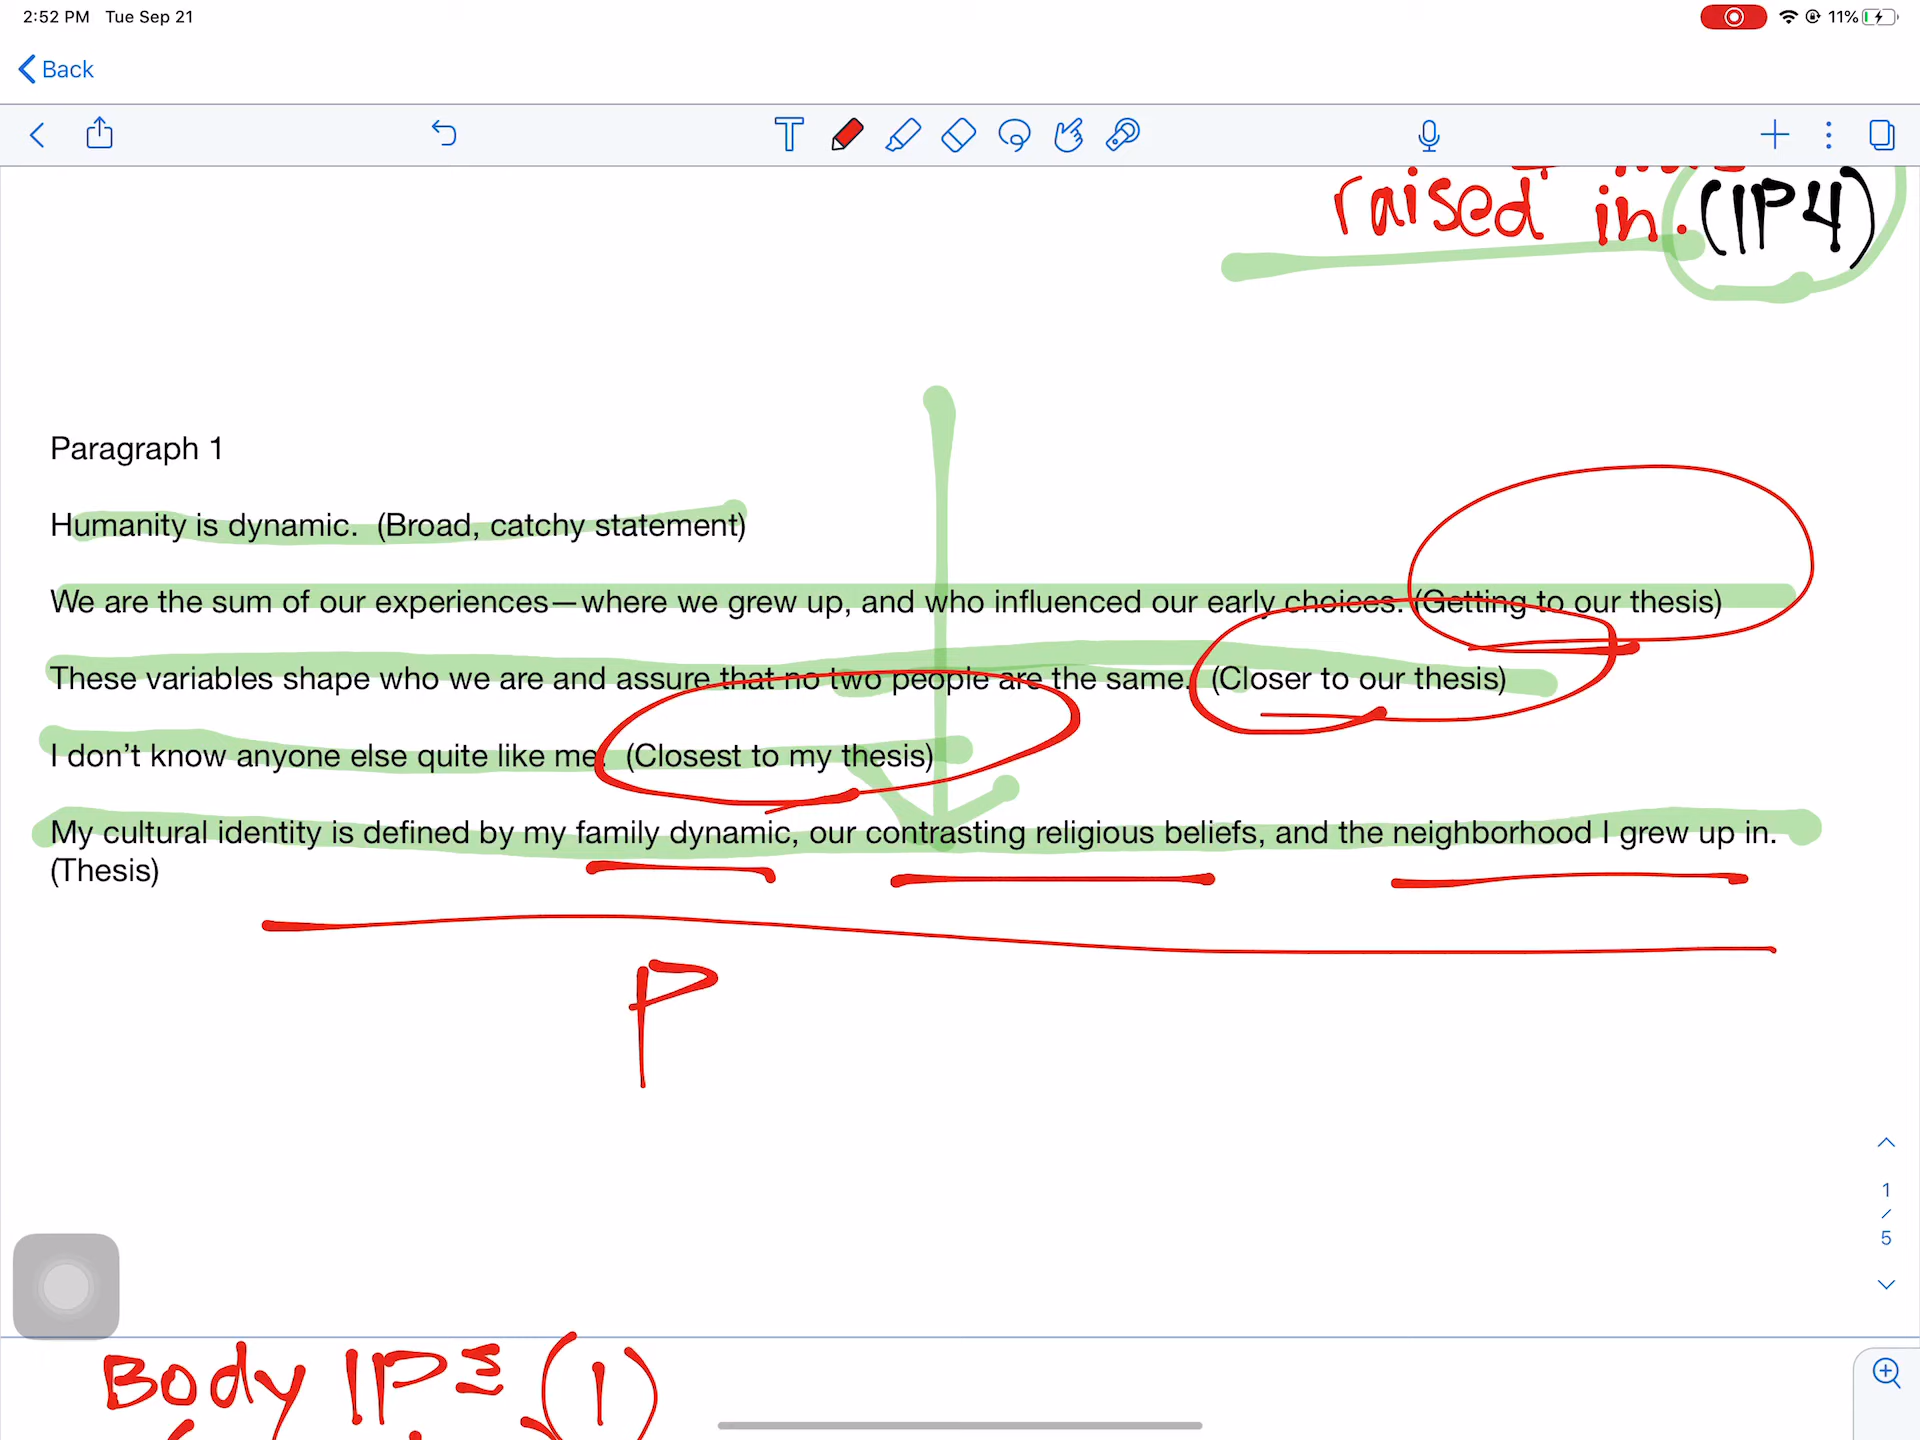 2:52 PM Tue Sep 21
11%
Back
T
raised in. (IP4)
Paragraph 1
Humanity is dynamic. (Broad, catchy statement)
We are the sum of our experiences—where we grew up, and who influenced our early choices. (Getting to our thesis)
These variables shape who we are and assure that no two people are the same. (Closer to our thesis)
I don't know anyone else quite like me. (Closest to my thesis)
My cultural identity is defined by my family dynamic, our contrasting religious beliefs, and the neighborhood I grew up in.
(Thesis)
P
1
/
5
Body
(1)